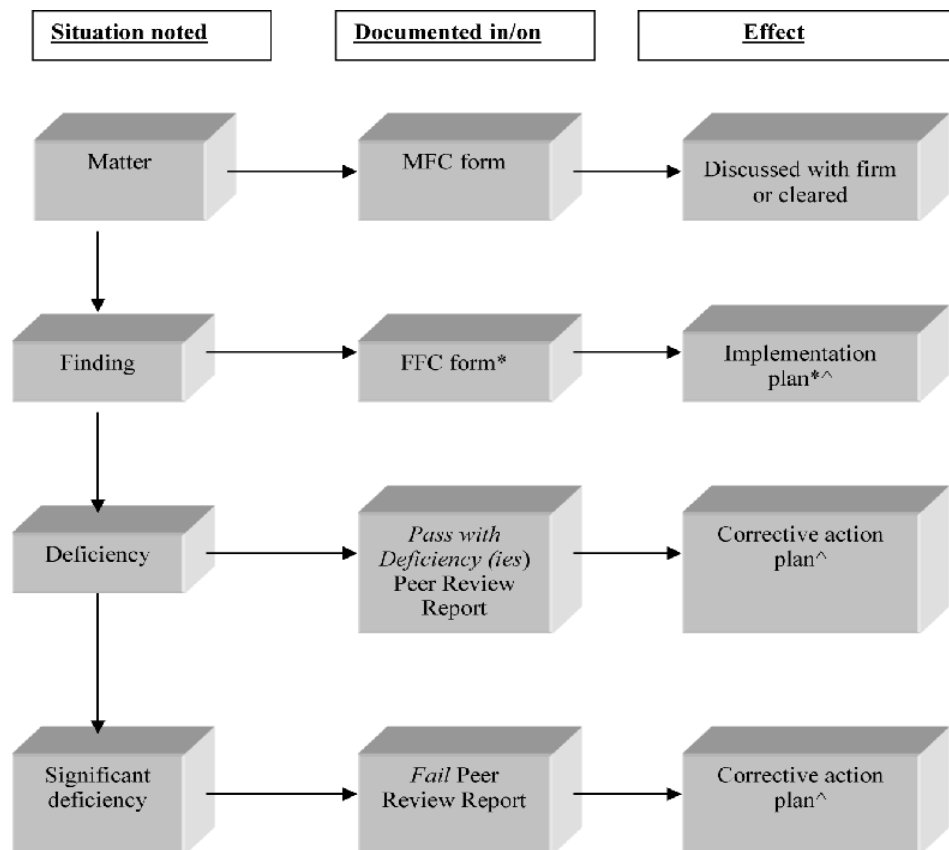 Situation noted
Documented in/on
Effect
Matter
MFC form
Discussed with firm
or cleared
Finding
FFC form*
Implementation
plan*^
Deficiency
Pass with
Deficiency (ies)
Peer Review
Report
Corrective action
plan^
Significant
deficiency
Fail Peer
Review Report
Corrective action
plan^